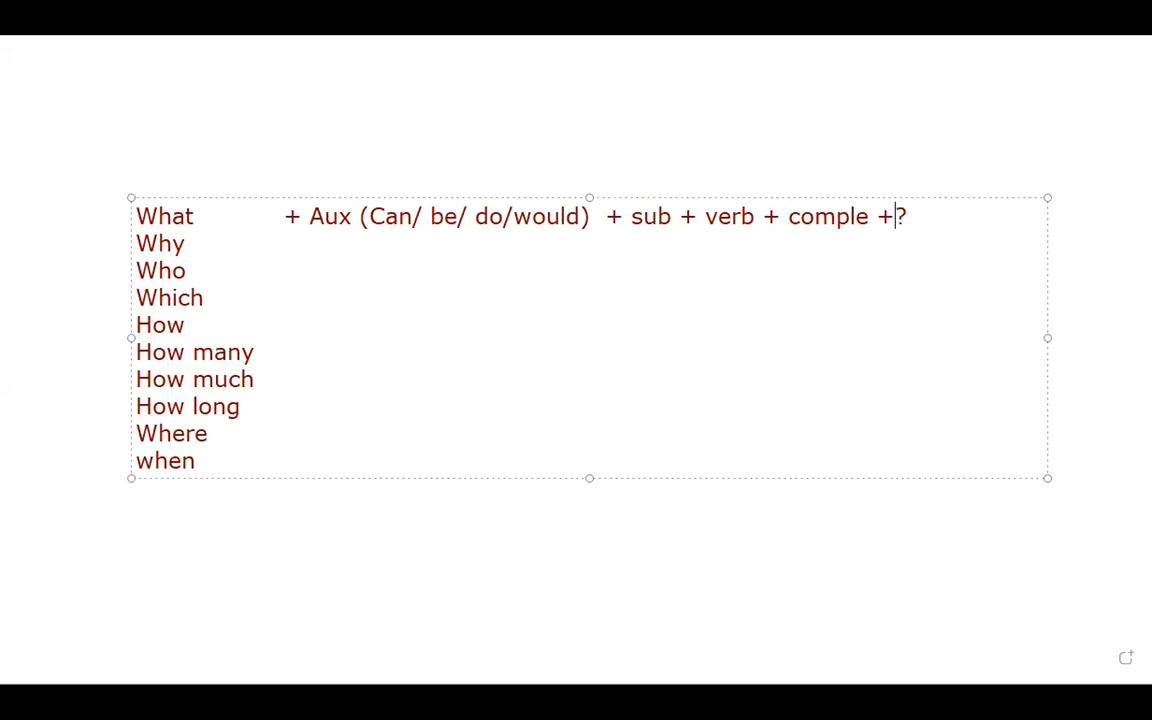 What + Aux (Can/ be/ do/would) + sub + verb + comple +?
Why
Who
Which
How
How many
How much
How long
Where
when